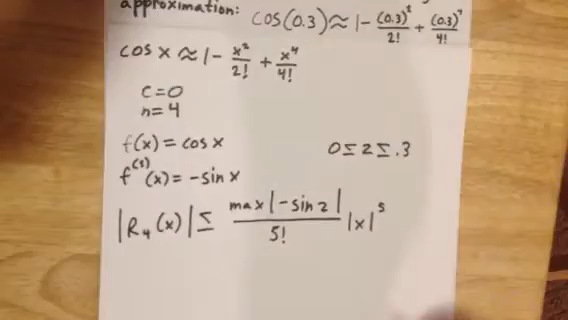 approximation: cos(0.3) ≈ 1 - (0.3)²/2! + (0.3)⁴/4!
cos x ≈ 1 - x²/2! + x⁴/4!
c = 0
n = 4
f(x) = cos x
0 ≤ z ≤ .3
f⁽⁵⁾(x) = -sin x
|R₄(x)| ≤ max|-sin z|/5! |x|⁵